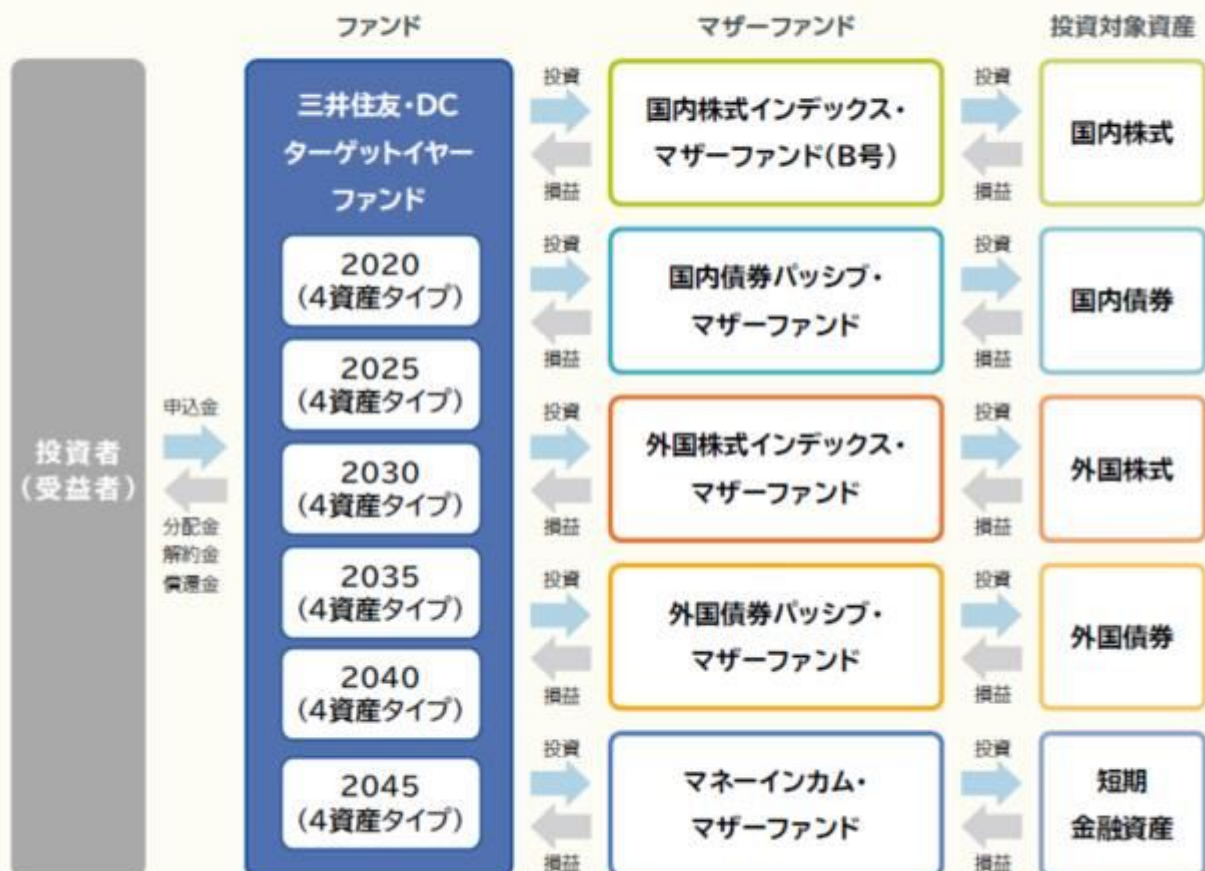 ファンド
マザーファンド
投資対象資産
投資者
(受益者)
申込金
分配金
解約金
償還金
三井住友・DC
ターゲットイヤー
ファンド
2020
(4資産タイプ)
2025
(4資産タイプ)
2030
(4資産タイプ)
2035
(4資産タイプ)
2040
(4資産タイプ)
2045
(4資産タイプ)
投資
損益
国内株式インデックス・
マザーファンド(B号)
投資
損益
国内株式
投資
損益
国内債券パッシブ・
マザーファンド
投資
損益
国内債券
投資
損益
外国株式インデックス・
マザーファンド
投資
損益
外国株式
投資
損益
外国債券パッシブ・
マザーファンド
投資
損益
外国債券
投資
損益
マネーインカム・
マザーファンド
投資
損益
短期
金融資産